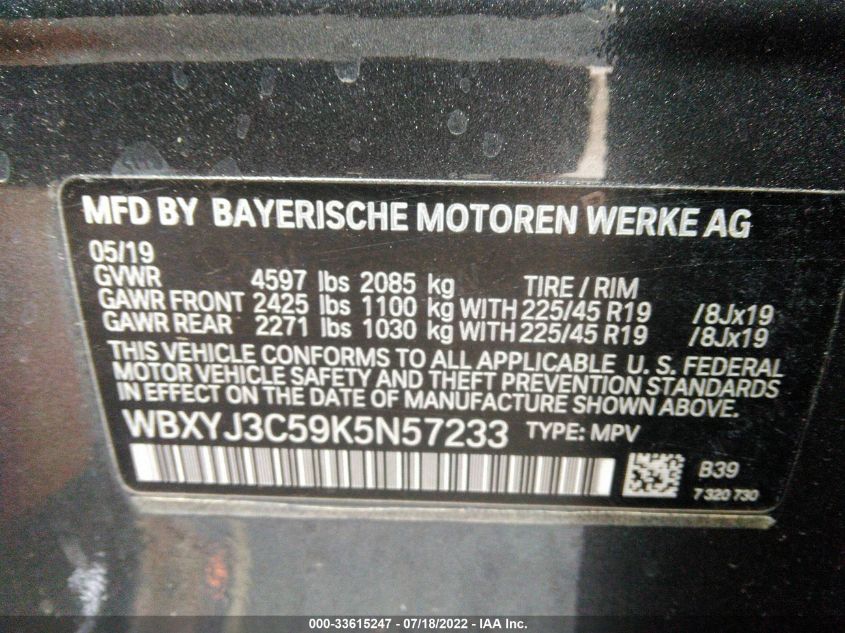 MFD BY BAYERISCHE MOTOREN WERKE AG
05/19
GVWR 4597 lbs 2085 kg TIRE / RIM
GAWR FRONT 2425 lbs 1100 kg WITH 225/45 R19 /8Jx19
GAWR REAR 2271 lbs 1030 kg WITH 225/45 R19 /8Jx19
THIS VEHICLE CONFORMS TO ALL APPLICABLE U. S. FEDERAL
MOTOR VEHICLE SAFETY AND THEFT PREVENTION STANDARDS
IN EFFECT ON THE DATE OF MANUFACTURE SHOWN ABOVE.
WBXYJ3C59K5N57233 TYPE: MPV
B39
7 320 730
000-33615247 - 07/18/2022 - IAA Inc.